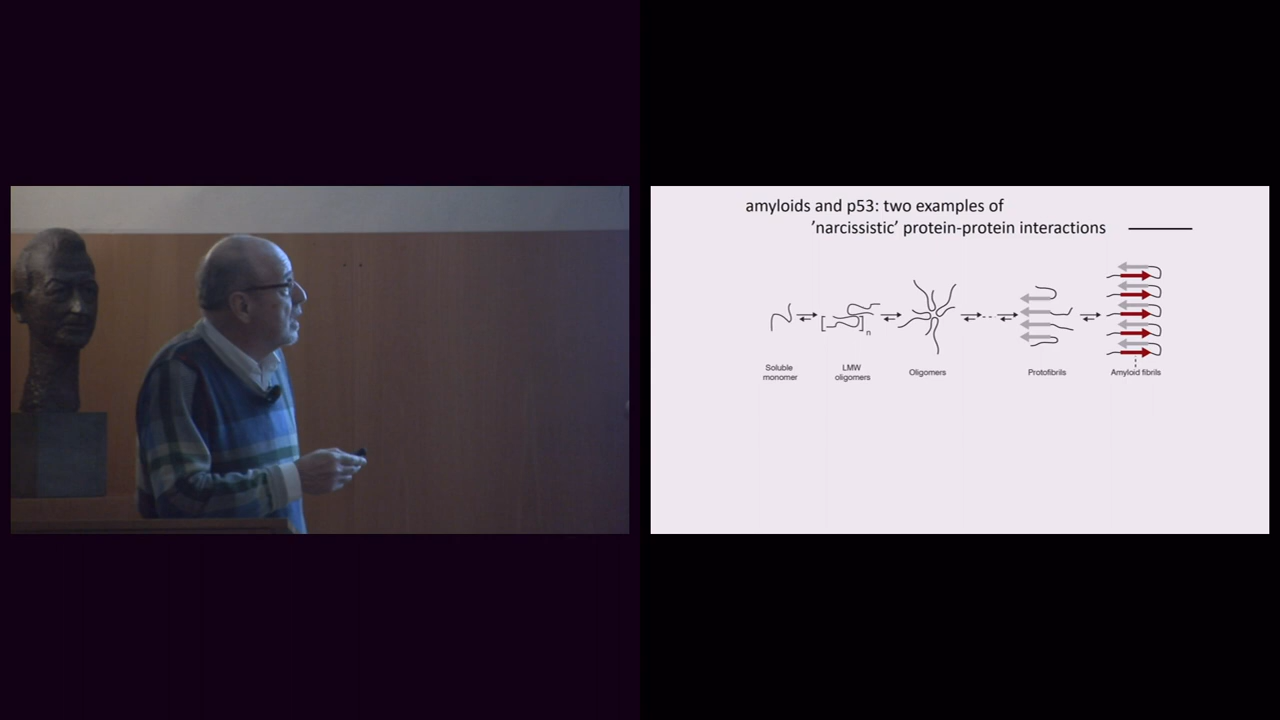 amyloids and p53: two examples of
'narcissistic' protein-protein interactions
n
Soluble
monomer
LMW
oligomers
Oligomers
Protofibrils
Amyloid fibrils